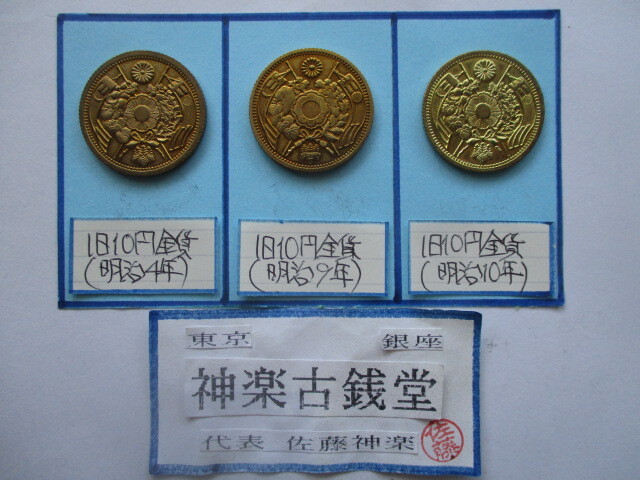 旧10円金貨
(明治4年)
旧10円金貨
(明治9年)
旧10円金貨
(明治10年)
東京 銀座
神楽古銭堂
代表 佐藤神楽
佐藤